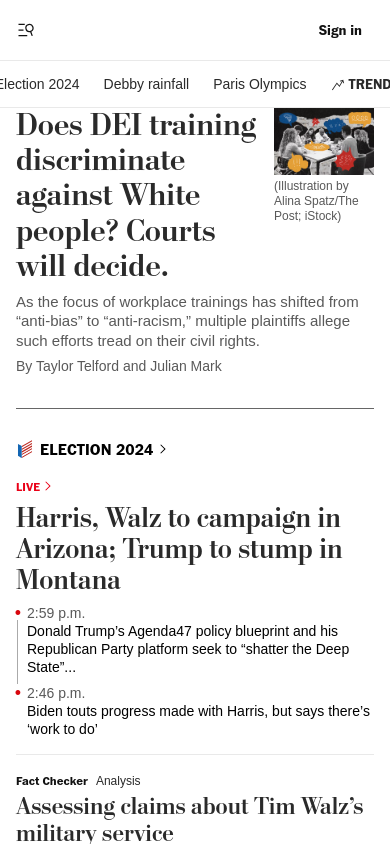 Sign in
Election 2024 Debby rainfall Paris Olympics TREND
Does DEI training
discriminate
against White
people? Courts
will decide.
(Illustration by
Alina Spatz/The
Post; iStock)
As the focus of workplace trainings has shifted from
“anti-bias” to “anti-racism,” multiple plaintiffs allege
such efforts tread on their civil rights.
By Taylor Telford and Julian Mark
ELECTION 2024
LIVE
Harris, Walz to campaign in
Arizona; Trump to stump in
Montana
2:59 p.m.
Donald Trump’s Agenda47 policy blueprint and his
Republican Party platform seek to “shatter the Deep
State”...
2:46 p.m.
Biden touts progress made with Harris, but says there’s
‘work to do’
Fact Checker Analysis
Assessing claims about Tim Walz’s
military service